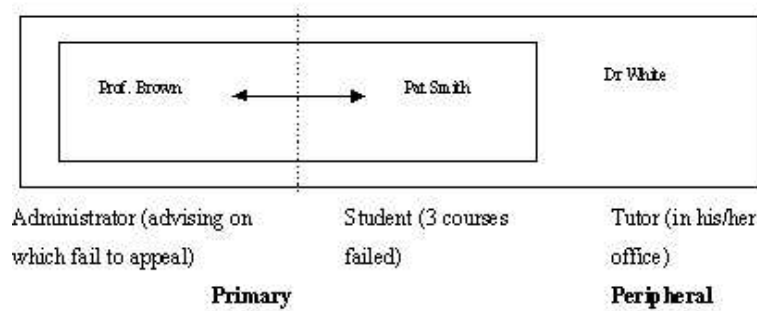 Prof. Brown
Pat Smith
Dr White
Administrator (advising on
which fail to appeal)
Student (3 courses
failed)
Tutor (in his/her
office)
Primary
Peripheral